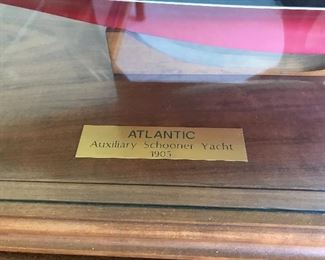 ATLANTIC
Auxiliary Schooner Yacht
1905